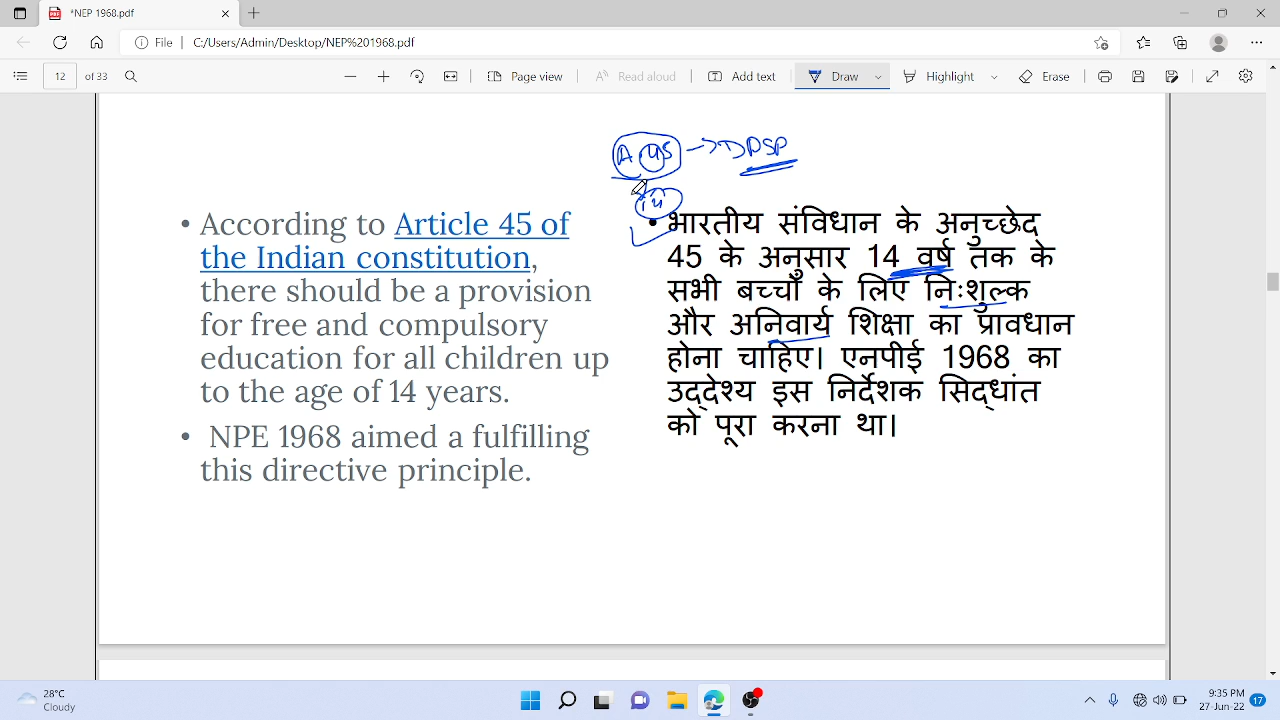 *NEP 1968.pdf
File
C:/Users/Admin/Desktop/NEP%201968.pdf
12 of 33
Page view
Read aloud
Add text
Draw
Highlight
Erase
A 45 → DPSP
14
• According to Article 45 of
the Indian constitution,
there should be a provision
for free and compulsory
education for all children up
to the age of 14 years.
• NPE 1968 aimed a fulfilling
this directive principle.
• भारतीय संविधान के अनुच्छेद
45 के अनुसार 14 वर्ष तक के
सभी बच्चों के लिए निःशुल्क
और अनिवार्य शिक्षा का प्रावधान
होना चाहिए। एनपीई 1968 का
उद्देश्य इस निर्देशक सिद्धांत
को पूरा करना था।
28°C
Cloudy
9:35 PM
27-Jun-22
17